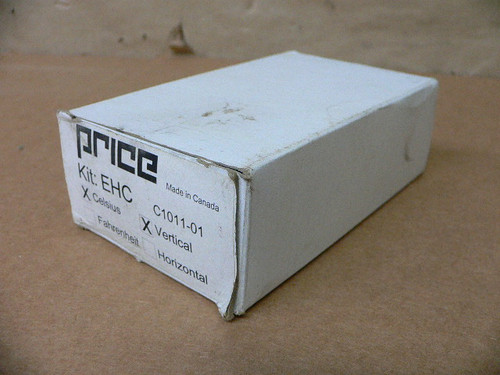 price
Kit: EHC Made in Canada
X Celsius C1011-01
Fahrenheit X Vertical
Horizontal